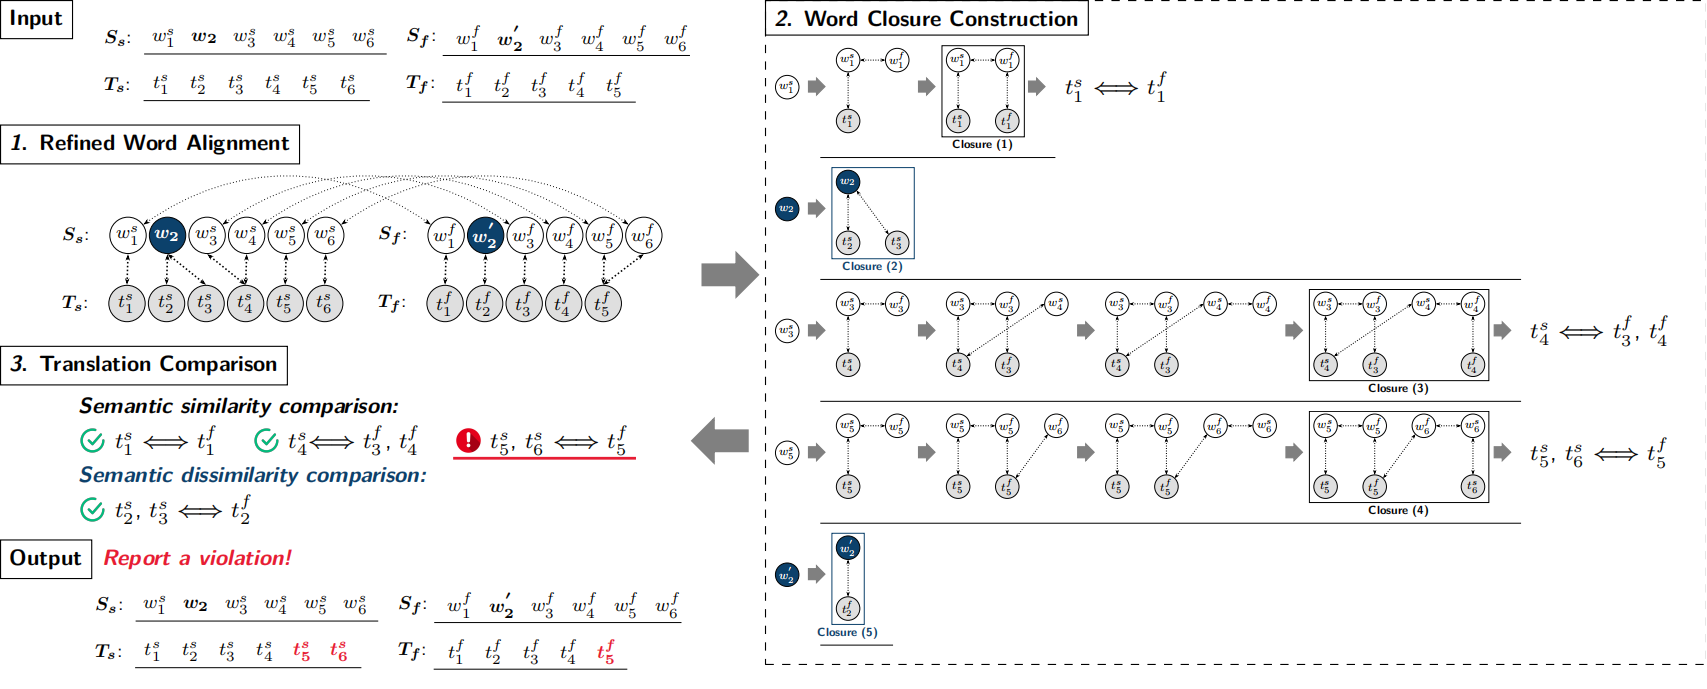 Input
S_s: w_1^s w_2 w_3^s w_4^s w_5^s w_6^s
S_f: w_1^f w_2^' w_3^f w_4^f w_5^f w_6^f
T_s: t_1^s t_2^s t_3^s t_4^s t_5^s t_6^s
T_f: t_1^f t_2^f t_3^f t_4^f t_5^f
1. Refined Word Alignment
S_s: w_1^s w_2 w_3^s w_4^s w_5^s w_6^s
S_f: w_1^f w_2^' w_3^f w_4^f w_5^f w_6^f
T_s: t_1^s t_2^s t_3^s t_4^s t_5^s t_6^s
T_f: t_1^f t_2^f t_3^f t_4^f t_5^f
2. Word Closure Construction
w_1^s w_1^f w_1^s w_1^f
w_1^s t_1^s ⟺ t_1^f
t_1^s t_1^s t_1^f
Closure (1)
w_2
w_2
t_2^s t_3^s
Closure (2)
w_3^s w_3^f w_3^s w_3^f w_4^s w_3^s w_3^f w_4^s w_4^f w_3^s w_3^f w_4^s w_4^f
w_3^s t_4^s ⟺ t_3^f, t_4^f
t_4^s t_4^s t_3^f t_4^s t_3^f t_4^s t_3^f t_4^f
Closure (3)
w_5^s w_5^f w_5^s w_5^f w_6^f w_5^s w_5^f w_6^f w_6^s w_5^s w_5^f w_6^f w_6^s
w_5^s t_5^s, t_6^s ⟺ t_5^f
t_5^s t_5^s t_5^f t_5^s t_5^f t_5^s t_5^f t_6^s
Closure (4)
w_2^'
w_2^'
t_2^f
Closure (5)
3. Translation Comparison
Semantic similarity comparison:
t_1^s ⟺ t_1^f t_4^s ⟺ t_3^f, t_4^f ! t_5^s, t_6^s ⟺ t_5^f
Semantic dissimilarity comparison:
t_2^s, t_3^s ⟺ t_2^f
Output Report a violation!
S_s: w_1^s w_2 w_3^s w_4^s w_5^s w_6^s
S_f: w_1^f w_2^' w_3^f w_4^f w_5^f w_6^f
T_s: t_1^s t_2^s t_3^s t_4^s t_5^s t_6^s
T_f: t_1^f t_2^f t_3^f t_4^f t_5^f